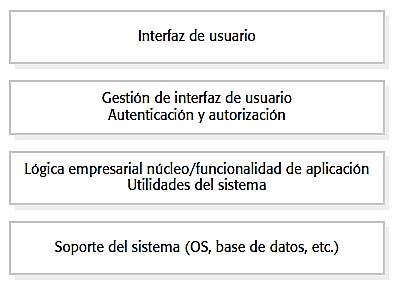 Interfaz de usuario
Gestión de interfaz de usuario
Autenticación y autorización
Lógica empresarial núcleo/funcionalidad de aplicación
Utilidades del sistema
Soporte del sistema (OS, base de datos, etc.)